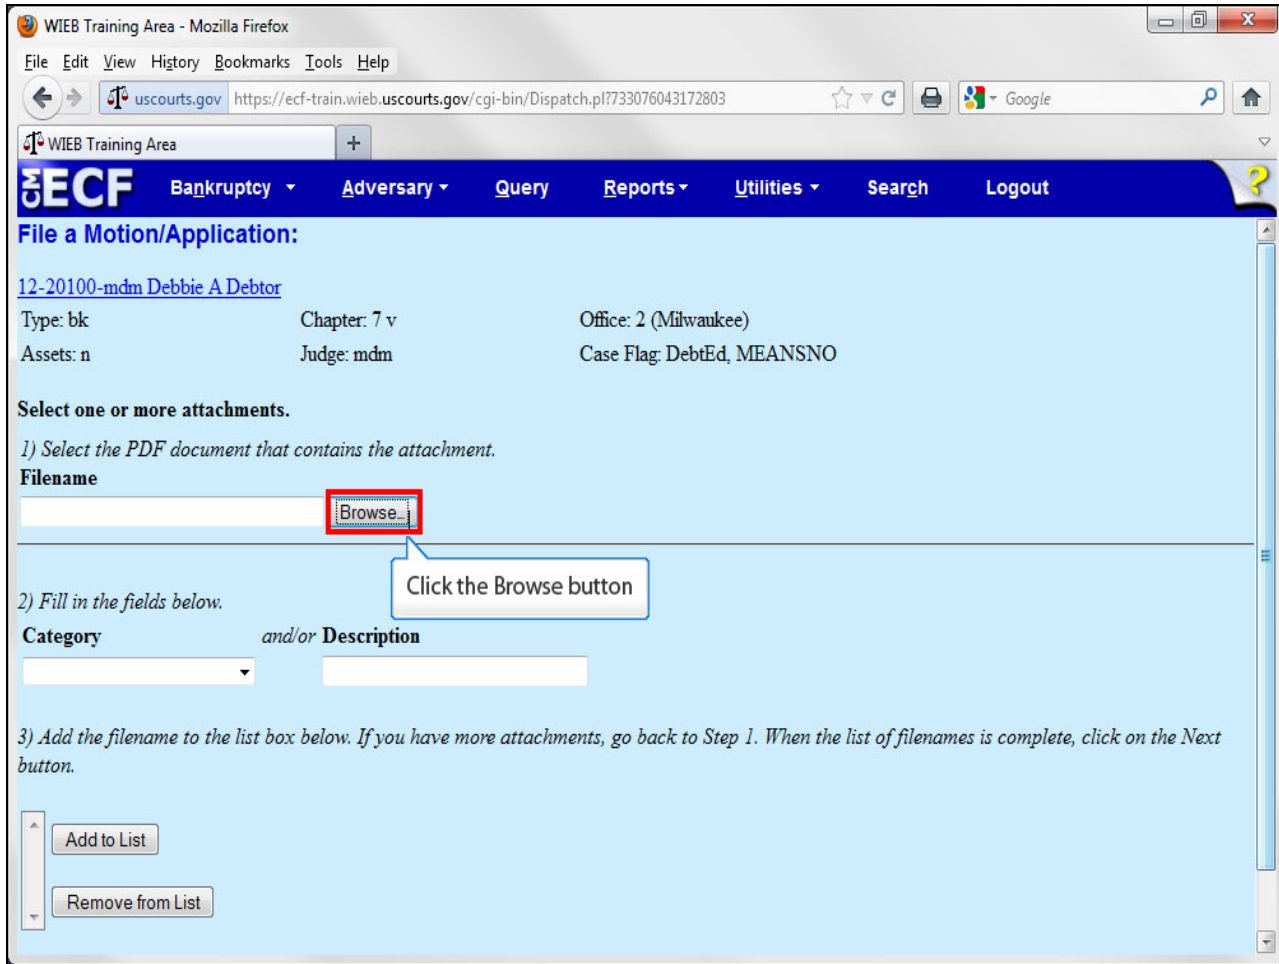 WIEB Training Area - Mozilla Firefox
File Edit View History Bookmarks Tools Help
uscourts.gov https://ecf-train.wieb.uscourts.gov/cgi-bin/Dispatch.pl?733076043172803 Google
WIEB Training Area +
CM ECF Bankruptcy Adversary Query Reports Utilities Search Logout ?
File a Motion/Application:
12-20100-mdm Debbie A Debtor
Type: bk Chapter: 7 v Office: 2 (Milwaukee)
Assets: n Judge: mdm Case Flag: DebtEd, MEANSNO
Select one or more attachments.
1) Select the PDF document that contains the attachment.
Filename
Browse...
Click the Browse button
2) Fill in the fields below.
Category and/or Description
3) Add the filename to the list box below. If you have more attachments, go back to Step 1. When the list of filenames is complete, click on the Next
button.
Add to List
Remove from List